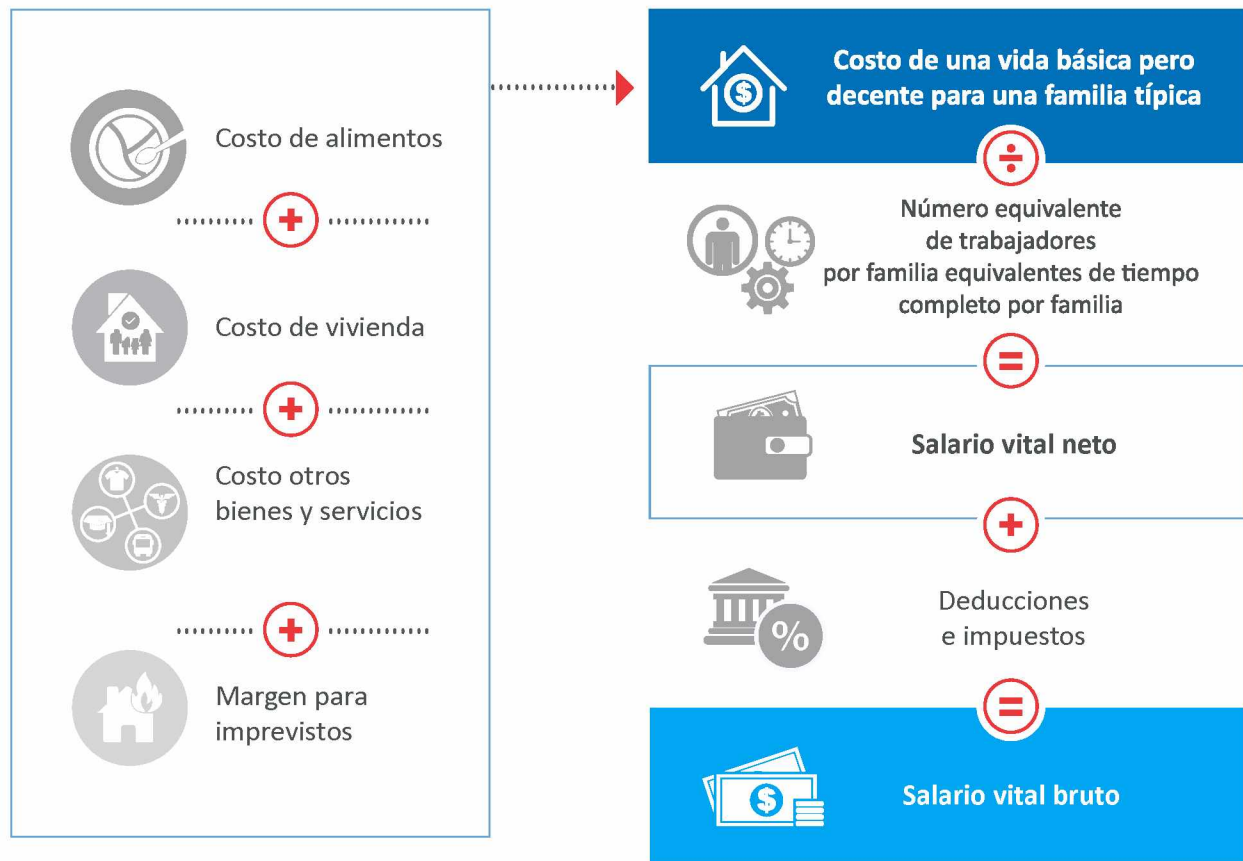 Costo de alimentos
+
Costo de vivienda
+
Costo otros
bienes y servicios
+
Margen para
imprevistos
$
Costo de una vida básica pero
decente para una familia típica
÷
Número equivalente
de trabajadores
por familia equivalentes de tiempo
completo por familia
=
Salario vital neto
+
%
Deducciones
e impuestos
=
$
Salario vital bruto